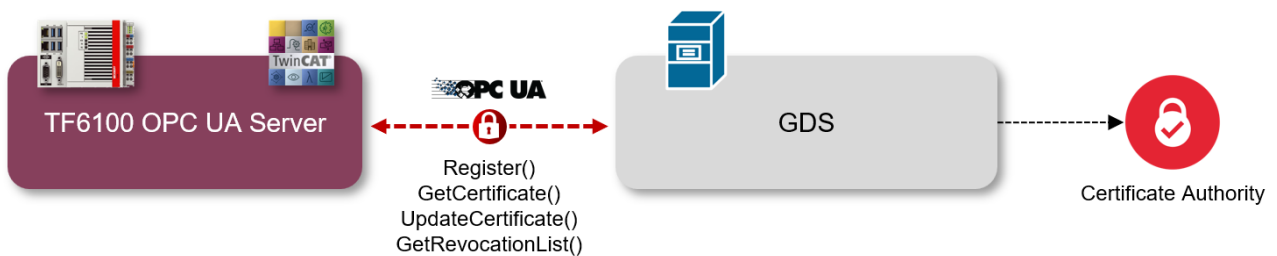 TwinCAT
TF6100 OPC UA Server
OPC UA
Register()
GetCertificate()
UpdateCertificate()
GetRevocationList()
GDS
Certificate Authority